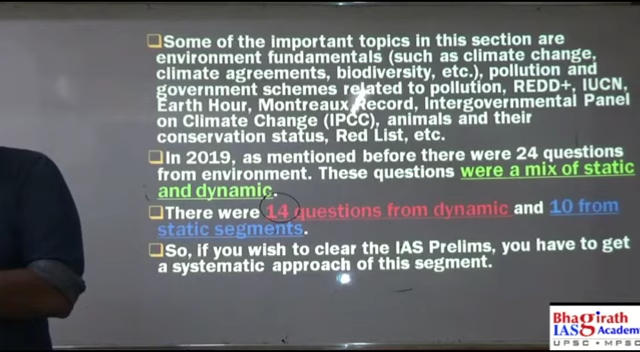 ❑Some of the important topics in this section are
environment fundamentals (such as climate change,
climate agreements, biodiversity, etc.), pollution and
government schemes related to pollution, REDD+, IUCN,
Earth Hour, Montreaux Record, Intergovernmental Panel
on Climate Change (IPCC), animals and their
conservation status, Red List, etc.
❑In 2019, as mentioned before there were 24 questions
from environment. These questions were a mix of static
and dynamic.
❑There were 14 questions from dynamic and 10 from
static segments.
❑So, if you wish to clear the IAS Prelims, you have to get
a systematic approach of this segment.
Bhagirath
IAS Academy
UPSC • MPSC